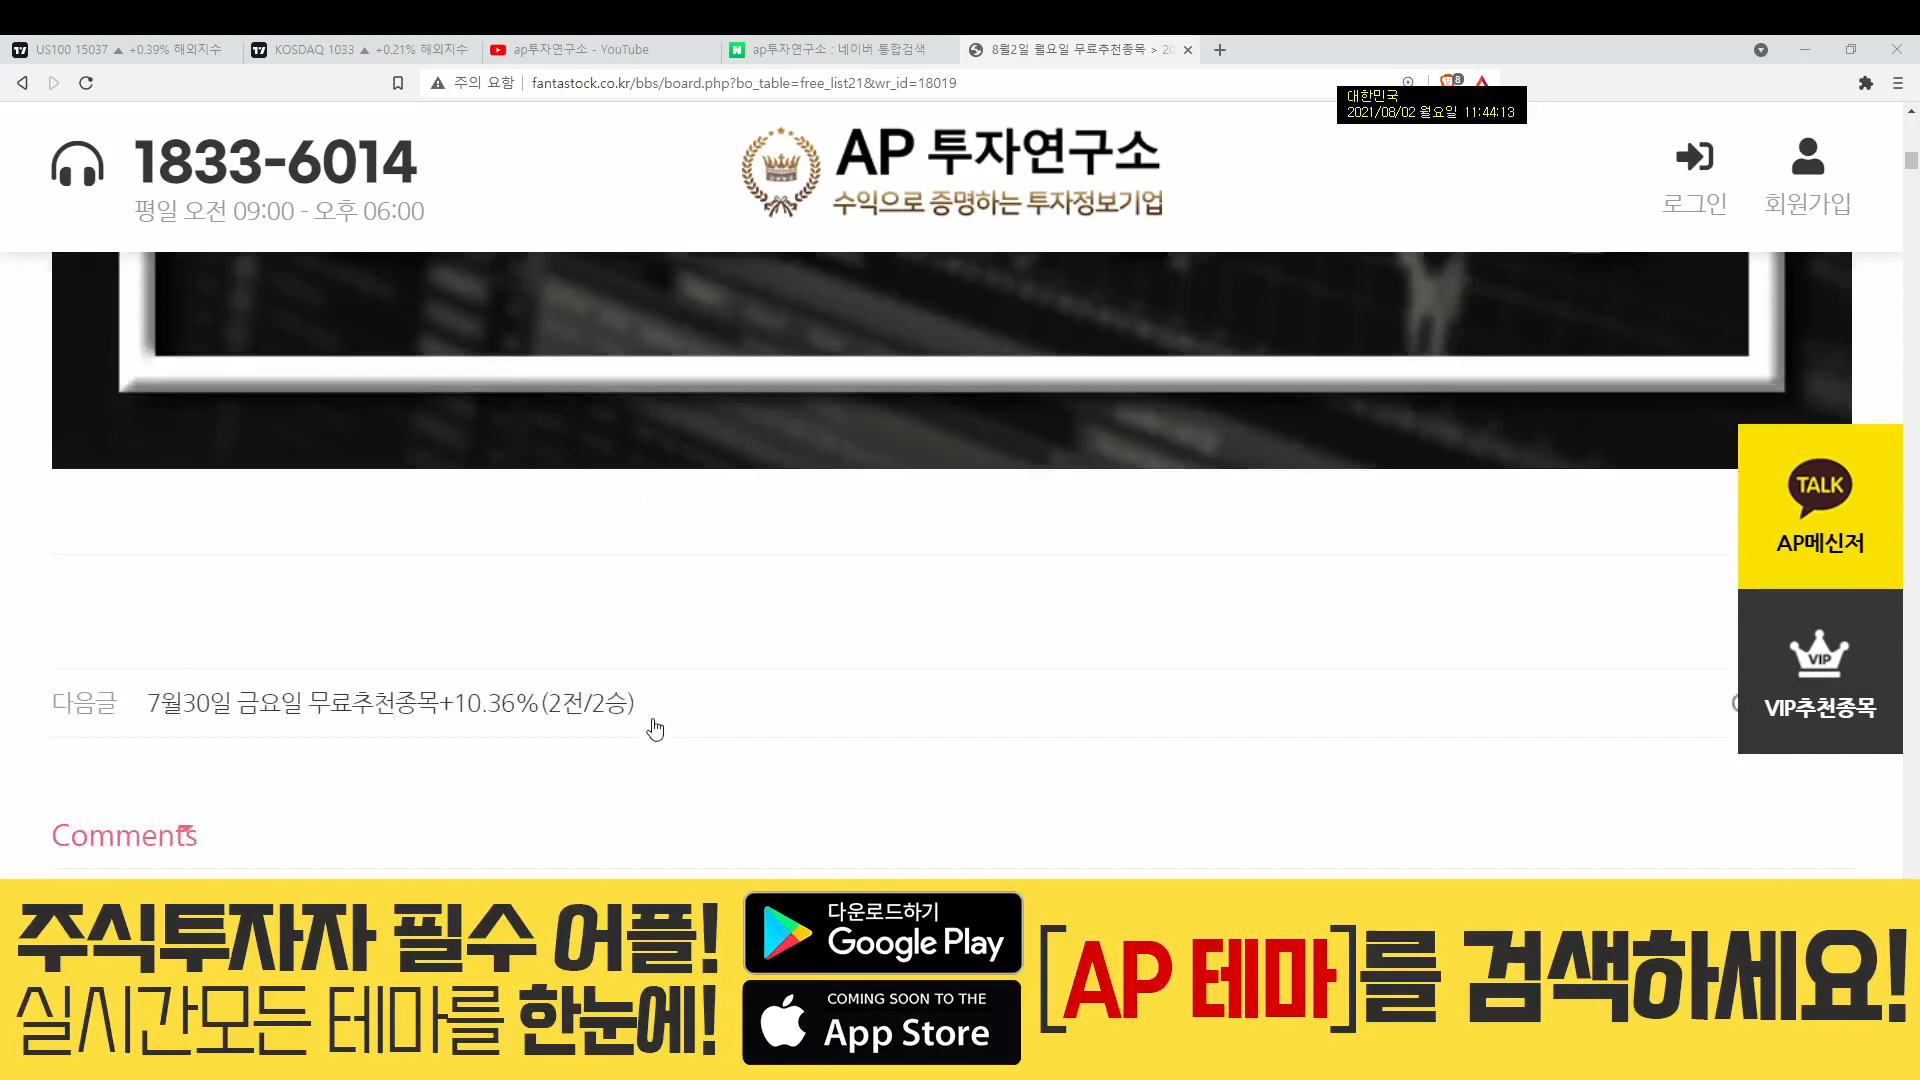 US100 15037 ▲ +0.39% 해외지수
KOSDAQ 1033 ▲ +0.21% 해외지수
ap투자연구소 - YouTube
ap투자연구소 : 네이버 통합검색
8월2일 월요일 무료추천종목 > 20
주의 요함
fantastock.co.kr/bbs/board.php?bo_table=free_list21&wr_id=18019
8
대한민국
2021/08/02 월요일 11:44:13
1833-6014
평일 오전 09:00 - 오후 06:00
AP 투자연구소
수익으로 증명하는 투자정보기업
로그인
회원가입
TALK
AP메신저
VIP
VIP추천종목
다음글
7월30일 금요일 무료추천종목+10.36%(2전/2승)
Comments
주식투자자 필수 어플!
실시간모든 테마를 한눈에!
다운로드하기
Google Play
COMING SOON TO THE
App Store
[AP 테마]를 검색하세요!